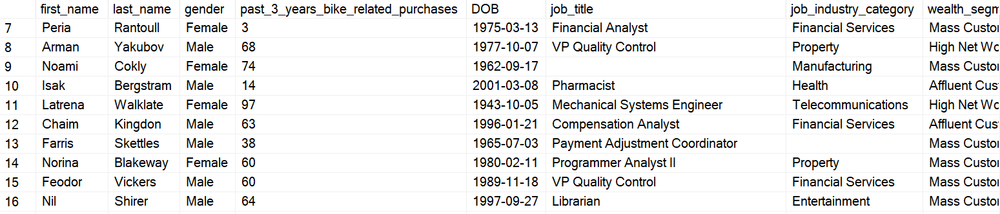 first_name last_name gender past_3_years_bike_related_purchases DOB job_title job_industry_category wealth_segm
7 Peria Rantoull Female 3 1975-03-13 Financial Analyst Financial Services Mass Custo
8 Arman Yakubov Male 68 1977-10-07 VP Quality Control Property High Net Wo
9 Noami Cokly Female 74 1962-09-17 Manufacturing Mass Custo
10 Isak Bergstram Male 14 2001-03-08 Pharmacist Health Affluent Cust
11 Latrena Walklate Female 97 1943-10-05 Mechanical Systems Engineer Telecommunications High Net Wo
12 Chaim Kingdon Male 63 1996-01-21 Compensation Analyst Financial Services Affluent Cust
13 Farris Skettles Male 38 1965-07-03 Payment Adjustment Coordinator Mass Custo
14 Norina Blakeway Female 60 1980-02-11 Programmer Analyst II Property Mass Custo
15 Feodor Vickers Male 60 1989-11-18 VP Quality Control Financial Services Mass Custo
16 Nil Shirer Male 64 1997-09-27 Librarian Entertainment Mass Custo